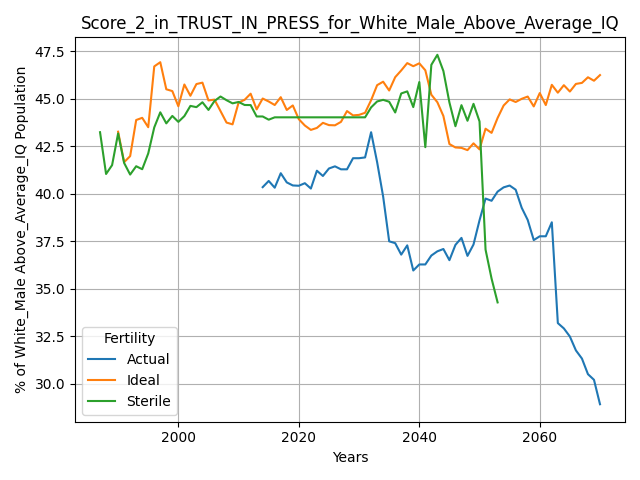 Score_2_in_TRUST_IN_PRESS_for_White_Male_Above_Average_IQ
% of White_Male Above_Average_IQ Population
47.5
45.0
42.5
40.0
37.5
35.0
32.5
30.0
Fertility
Actual
Ideal
Sterile
2000
2020
2040
2060
Years